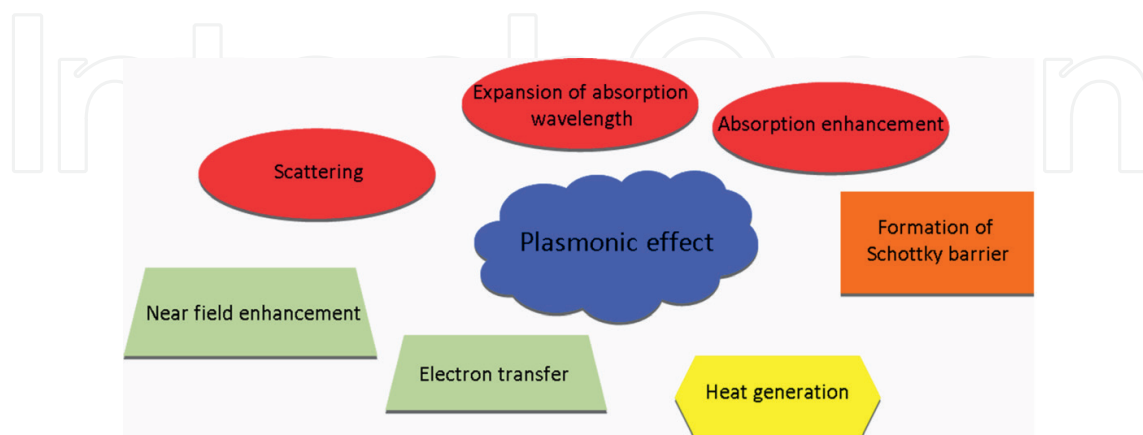 Expansion of absorption
wavelength
Absorption enhancement
Scattering
Plasmonic effect
Formation of
Schottky barrier
Near field enhancement
Electron transfer
Heat generation